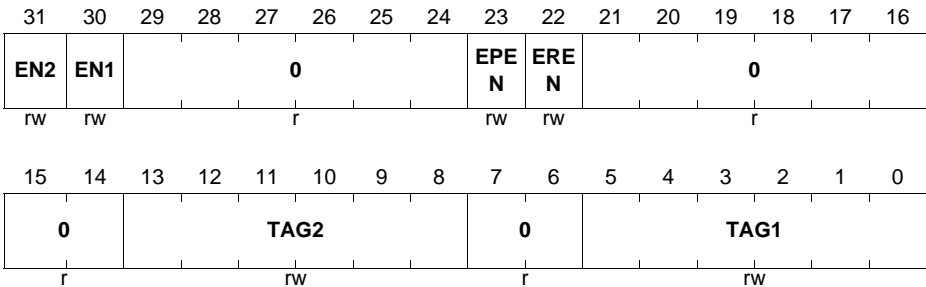 31 30 29 28 27 26 25 24 23 22 21 20 19 18 17 16
EN2 EN1 0 EPE ERE 0
N N
rw rw r rw rw r
15 14 13 12 11 10 9 8 7 6 5 4 3 2 1 0
0 TAG2 0 TAG1
r rw r rw